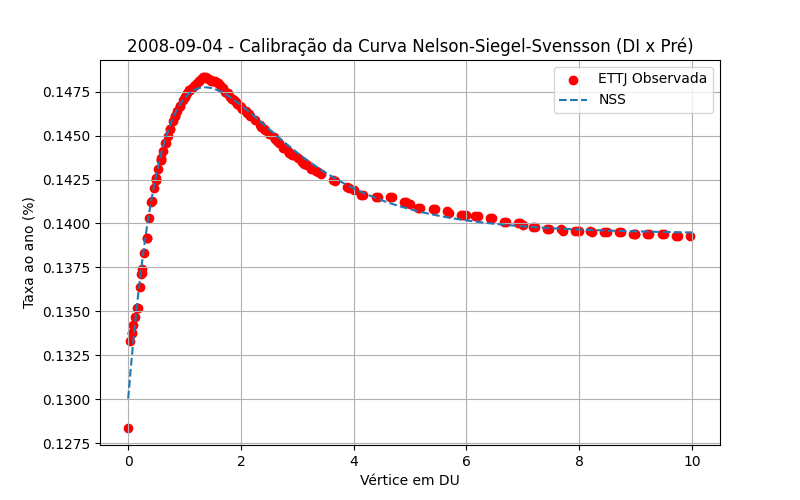 2008-09-04 - Calibração da Curva Nelson-Siegel-Svensson (DI x Pré)
ETTJ Observada
NSS
Taxa ao ano (%)
0.1475
0.1450
0.1425
0.1400
0.1375
0.1350
0.1325
0.1300
0.1275
0 2 4 6 8 10
Vértice em DU